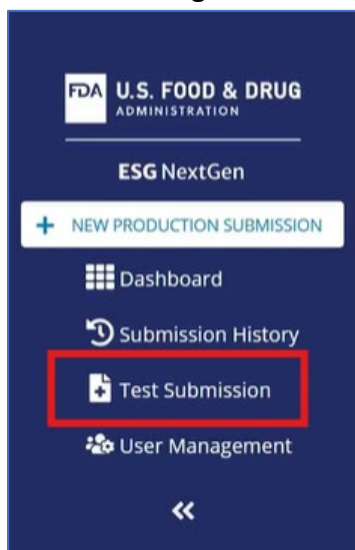 FDA U.S. FOOD & DRUG
ADMINISTRATION
ESG NextGen
+ NEW PRODUCTION SUBMISSION
Dashboard
Submission History
Test Submission
User Management